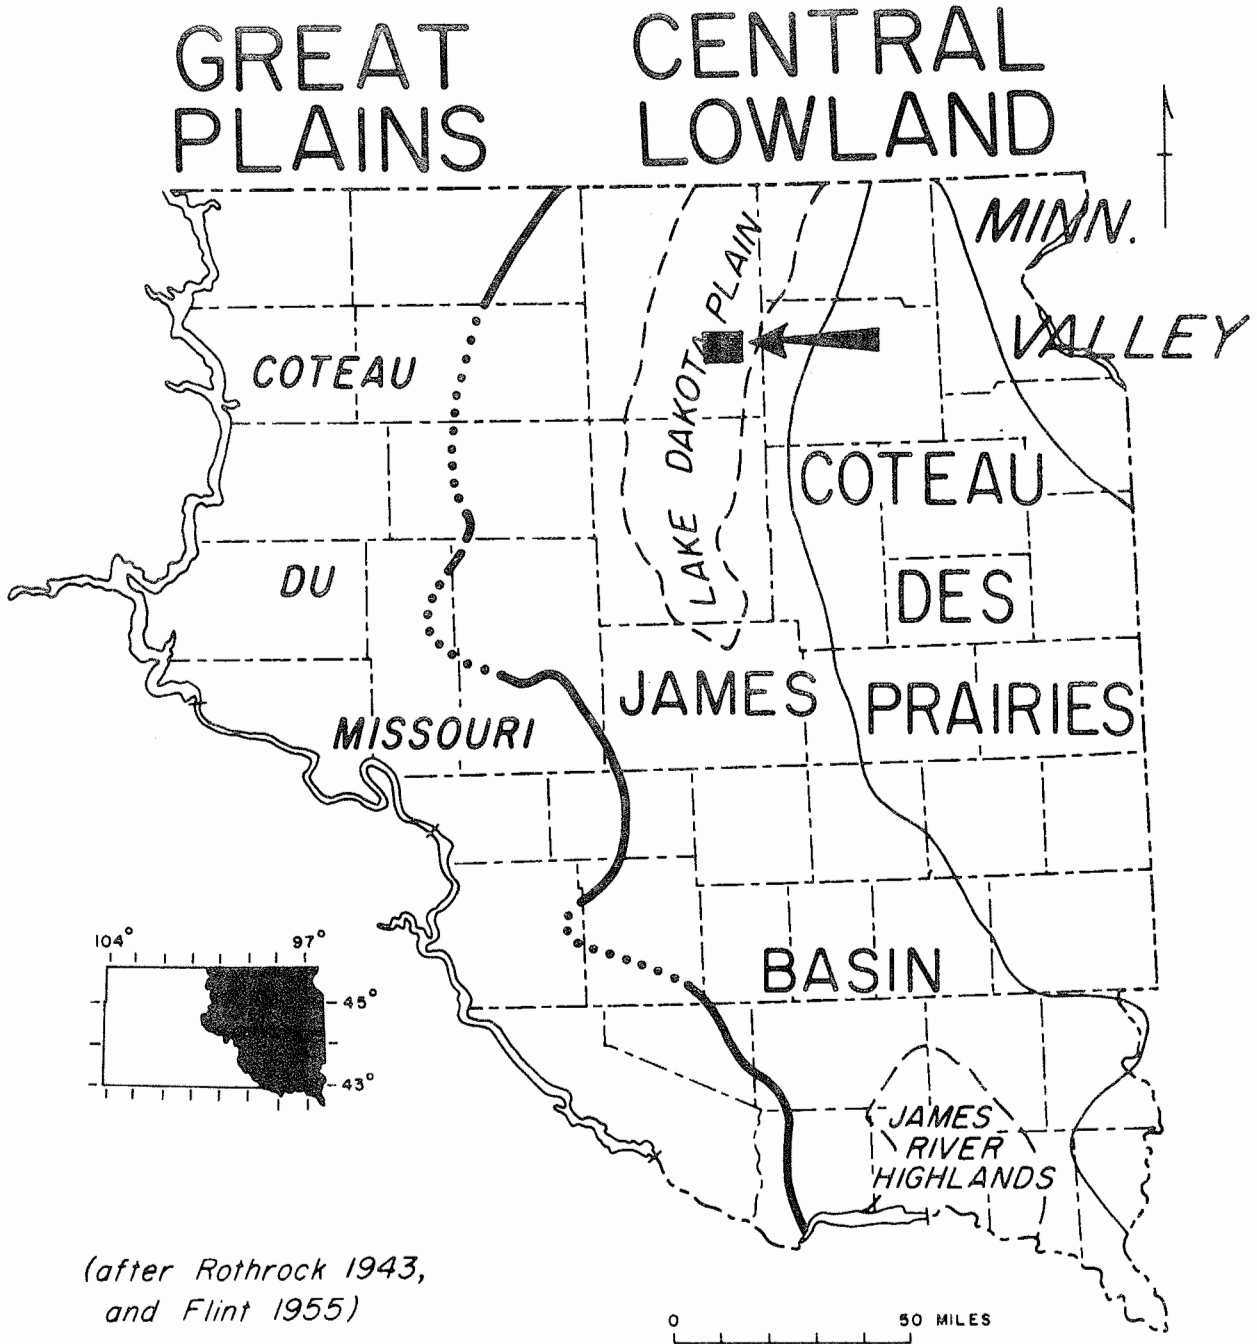 GREAT
PLAINS
CENTRAL
LOWLAND
MINN.
VALLEY
LAKE DAKOTA PLAIN
COTEAU
DU
MISSOURI
COTEAU
DES
PRAIRIES
JAMES
BASIN
JAMES
RIVER
HIGHLANDS
104° 97°
45°
43°
(after Rothrock 1943,
and Flint 1955)
0 50 MILES